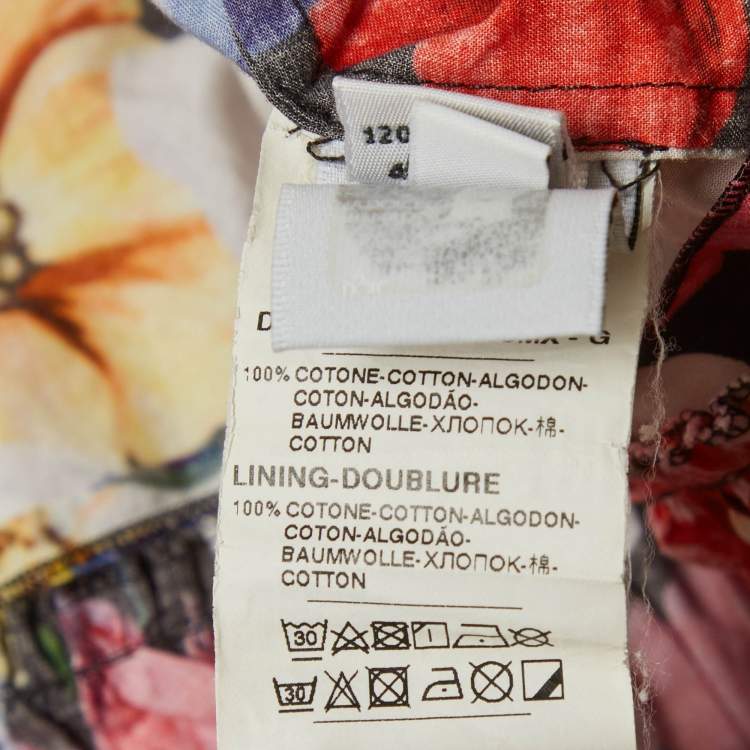 120
4
D
MX - G
100% COTONE-COTTON-ALGODON-
COTON-ALGODÃO-
BAUMWOLLE-ХЛОПОК-棉-
COTTON
LINING-DOUBLURE
100% COTONE-COTTON-ALGODON-
COTON-ALGODÃO-
BAUMWOLLE-ХЛОПОК-棉-
COTTON
30
30